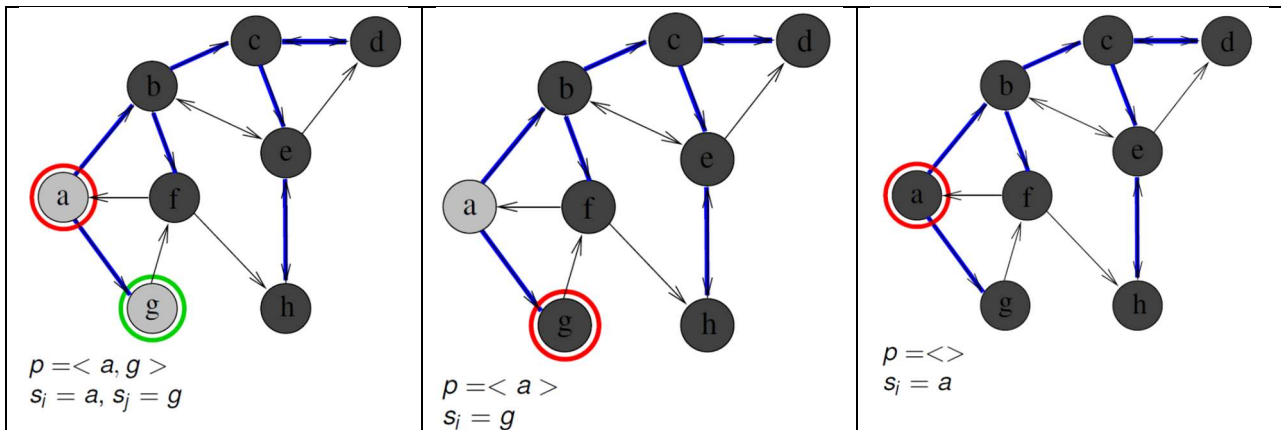 c
d
b
e
a
f
g
h
p =< a, g >
s_i = a, s_j = g
c
d
b
e
a
f
g
h
p =< a >
s_i = g
c
d
b
e
a
f
g
h
p =<>
s_i = a